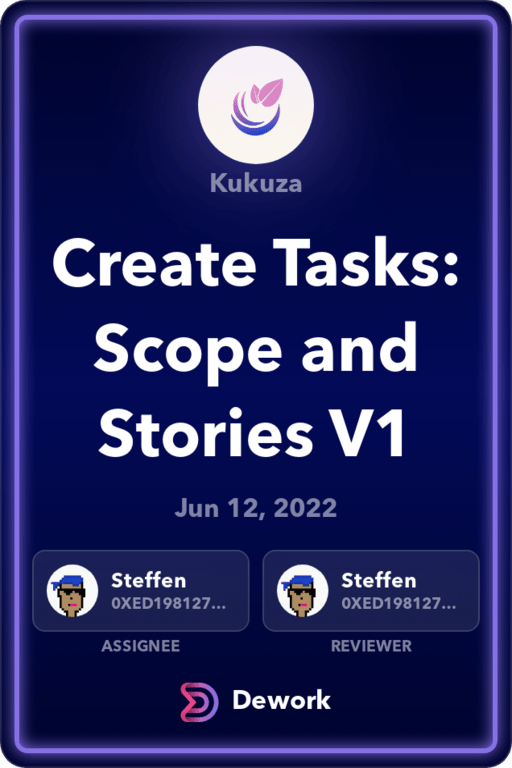 Kukuza
Create Tasks:
Scope and
Stories V1
Jun 12, 2022
Steffen
0XED198127...
ASSIGNEE
Steffen
0XED198127...
REVIEWER
Dework